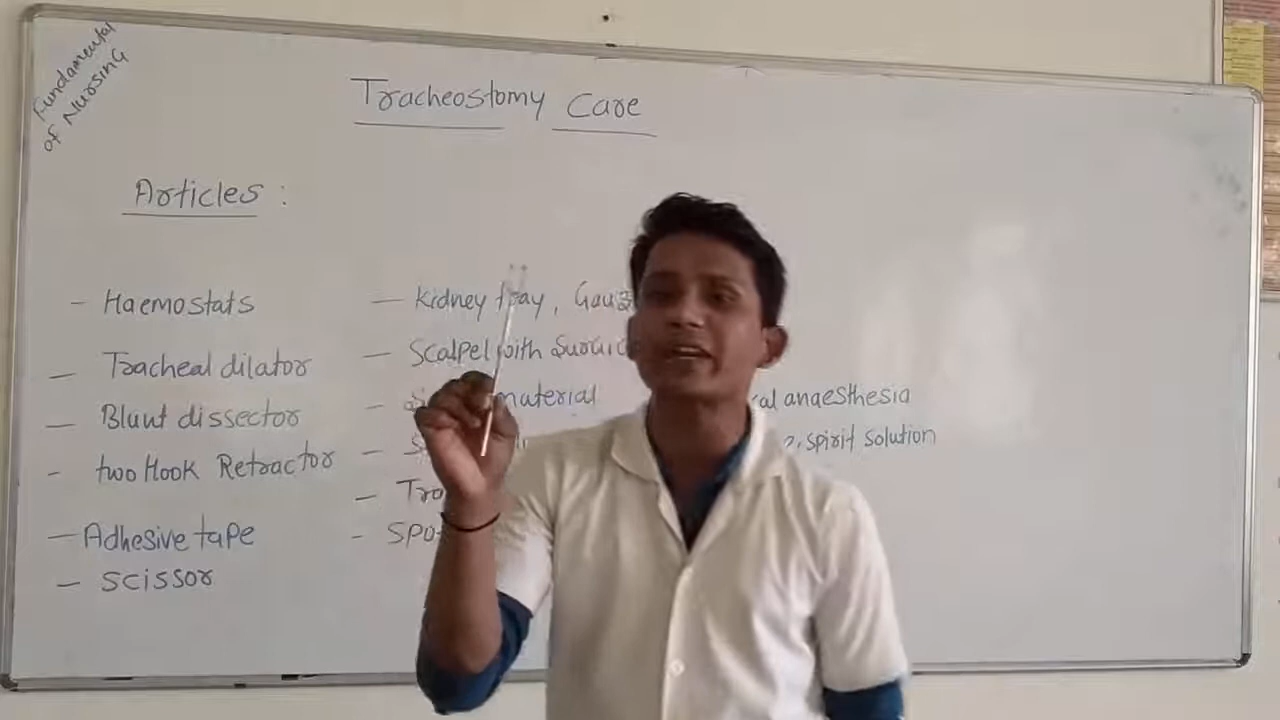 Fundamental
of Nursing
Tracheostomy Care
Articles :
- Haemostats
- Tracheal dilator
- Blunt dissector
- two Hook Retractor
- Adhesive tape
- Scissor
- Kidney tray,
- Scalpel with
- material
anaesthesia
spirit solution